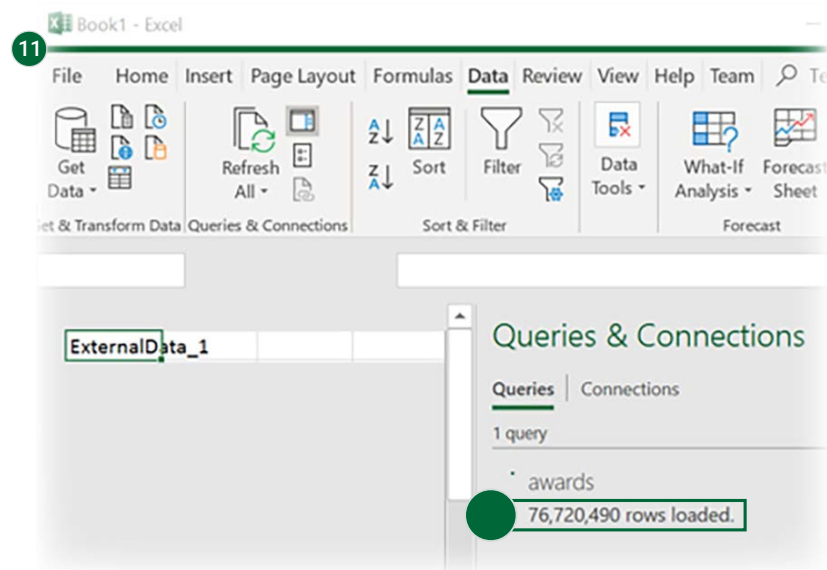 Book1 - Excel
11
File Home Insert Page Layout Formulas Data Review View Help Team
Get Data
Refresh All
Sort
Filter
Data Tools
What-If Analysis
Forecast Sheet
& Transform Data Queries & Connections Sort & Filter Forecast
ExternalData_1
Queries & Connections
Queries Connections
1 query
awards
76,720,490 rows loaded.